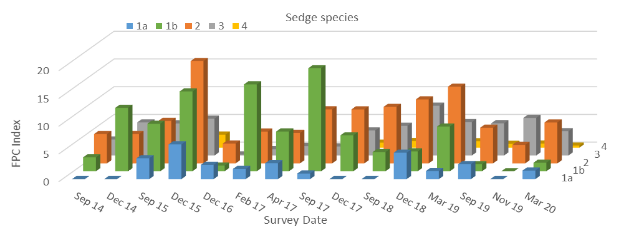 Sedge species
1a 1b 2 3 4
FPC Index
20
15
10
5
0
4
3
2
1b
1a
Sep 14
Dec 14
Sep 15
Dec 15
Dec 16
Feb 17
Apr 17
Sep 17
Dec 17
Sep 18
Dec 18
Mar 19
Sep 19
Nov 19
Mar 20
Survey Date